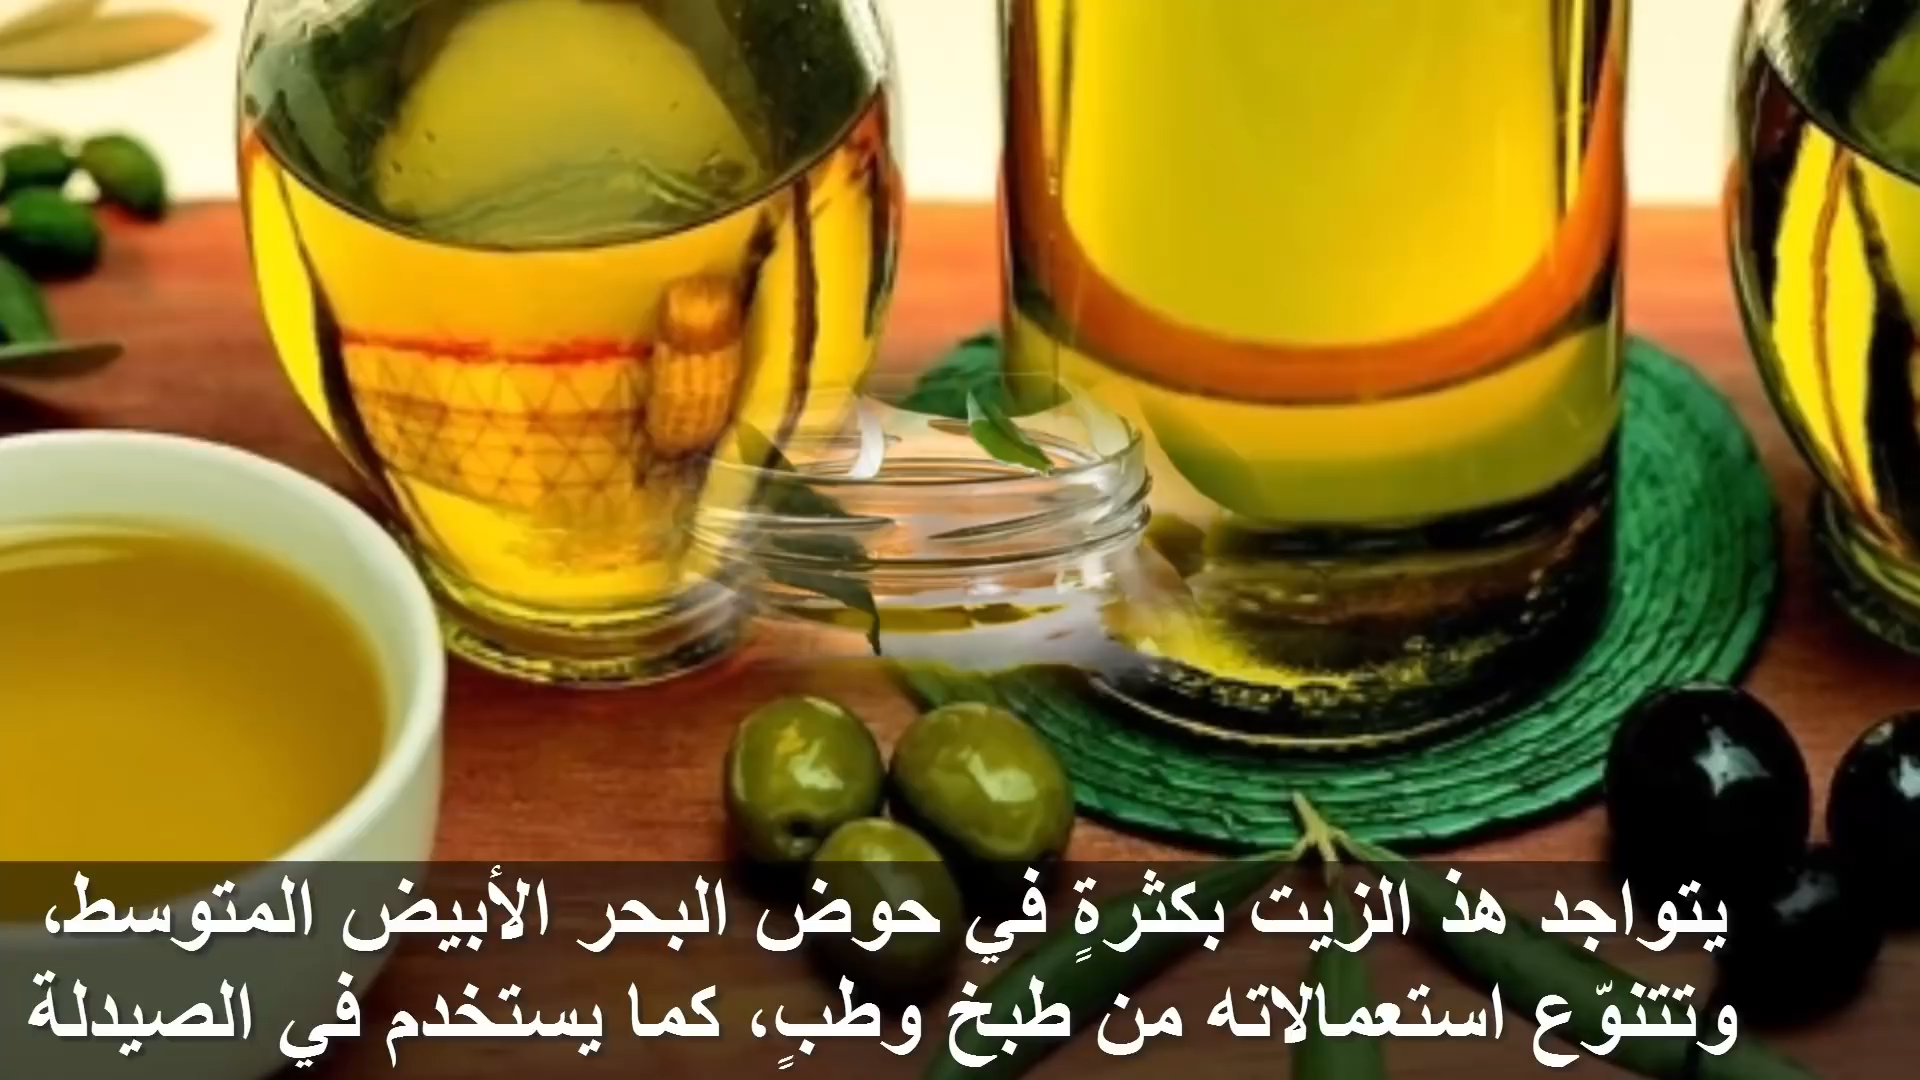 يتواجد هذ الزيت بكثرةٍ في حوض البحر الأبيض المتوسط،
وتتنوّع استعمالاته من طبخ وطبٍ، كما يستخدم في الصيدلة